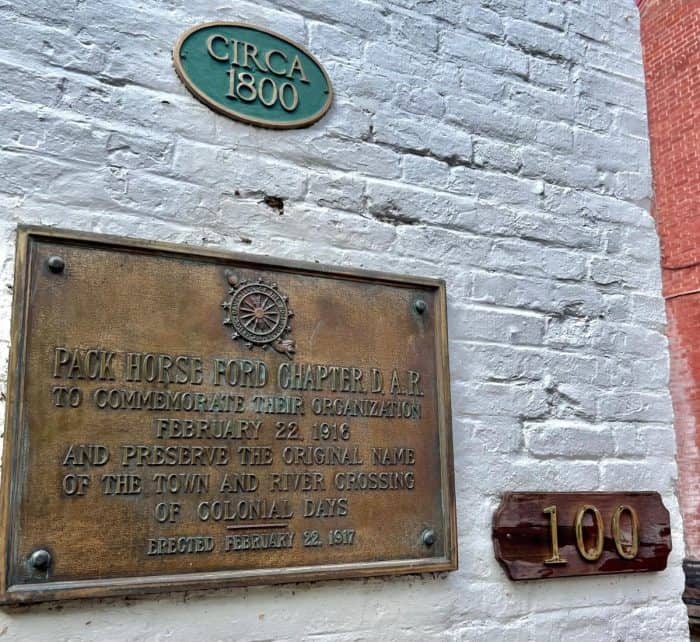 CIRCA
1800
PACK HORSE FORD CHAPTER, D.A.R.
TO COMMEMORATE THEIR ORGANIZATION
FEBRUARY 22, 1916
AND PRESERVE THE ORIGINAL NAME
OF THE TOWN AND RIVER CROSSING
OF COLONIAL DAYS
ERECTED FEBRUARY 22, 1917
100